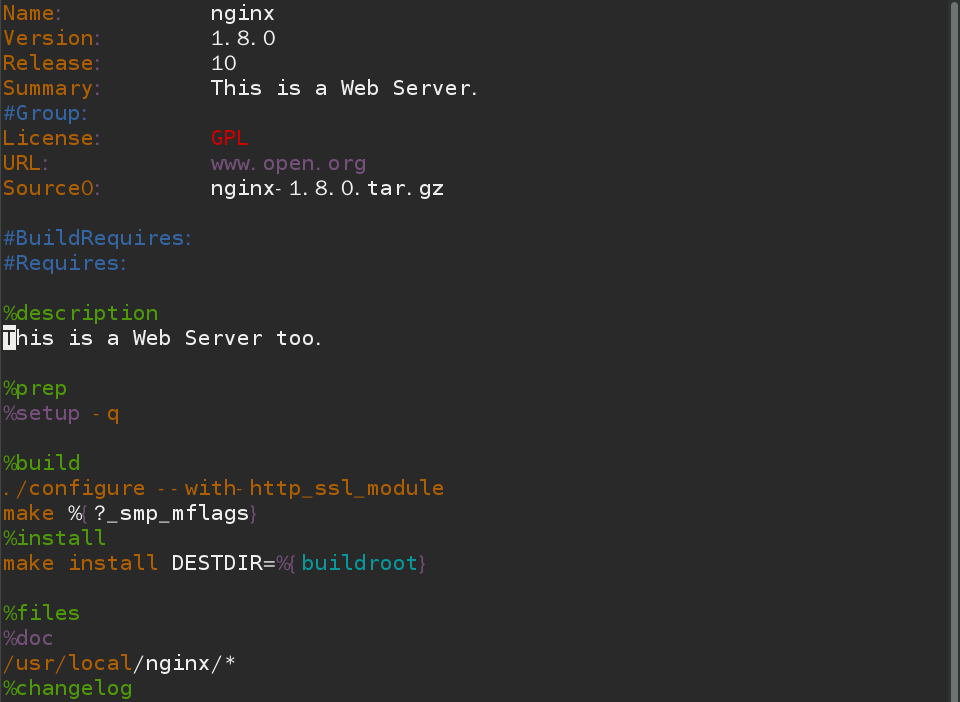 Name: nginx
Version: 1.8.0
Release: 10
Summary: This is a Web Server.
#Group:
License: GPL
URL: www.open.org
Source0: nginx-1.8.0.tar.gz
#BuildRequires:
#Requires:
%description
This is a Web Server too.
%prep
%setup -q
%build
./configure --with-http_ssl_module
make %{?_smp_mflags}
%install
make install DESTDIR=%{buildroot}
%files
%doc
/usr/local/nginx/*
%changelog